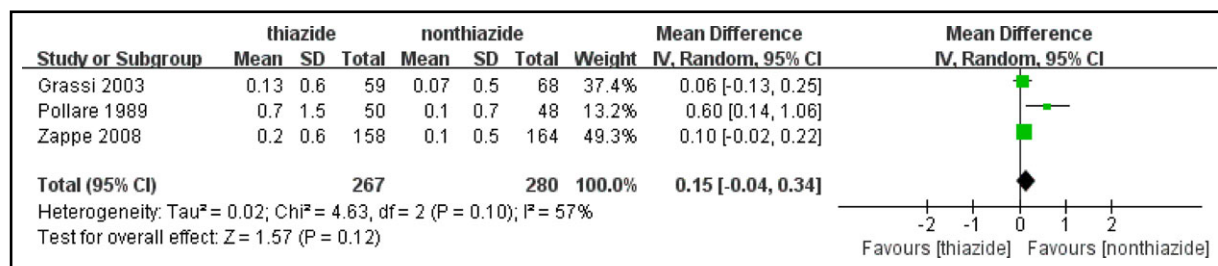 thiazide nonthiazide Mean Difference Mean Difference
Study or Subgroup Mean SD Total Mean SD Total Weight IV, Random, 95% CI IV, Random, 95% CI
Grassi 2003 0.13 0.6 59 0.07 0.5 68 37.4% 0.06 [-0.13, 0.25]
Pollare 1989 0.7 1.5 50 0.1 0.7 48 13.2% 0.60 [0.14, 1.06]
Zappe 2008 0.2 0.6 158 0.1 0.5 164 49.3% 0.10 [-0.02, 0.22]
Total (95% CI) 267 280 100.0% 0.15 [-0.04, 0.34]
Heterogeneity: Tau² = 0.02; Chi² = 4.63, df = 2 (P = 0.10); I² = 57%
Test for overall effect: Z = 1.57 (P = 0.12)
-2 -1 0 1 2
Favours [thiazide] Favours [nonthiazide]